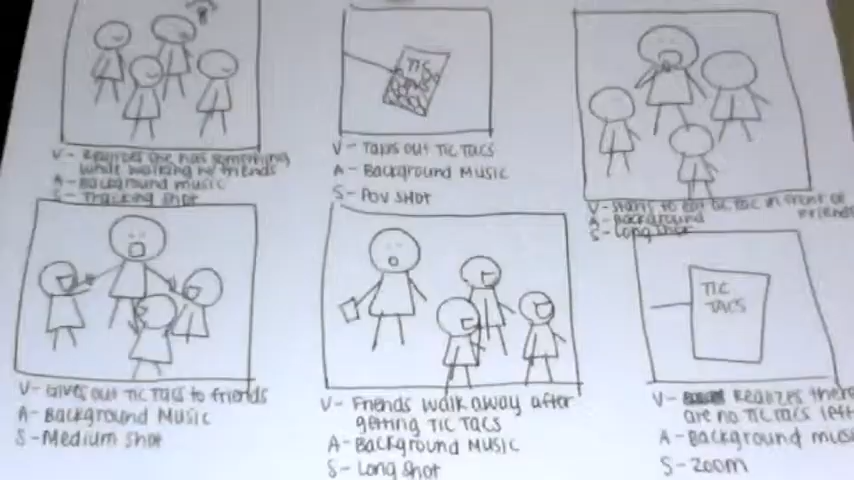 V- Realizes she has something
while walking w/ friends
A- Background music
S- Tracking shot
TIC
V- Takes out TIC TACS
A- Background Music
S- POV SHOT
V- Starts to eat tic tac in front of
friends
A- Background
S- Long shot
V- Gives out TIC TACS to friends
A- Background Music
S- Medium shot
V- Friends walk away after
getting TIC TACS
A- Background Music
S- Long Shot
TIC
TACS
V- Realizes there
are no TIC TACS left
A- Background mus
S- Zoom